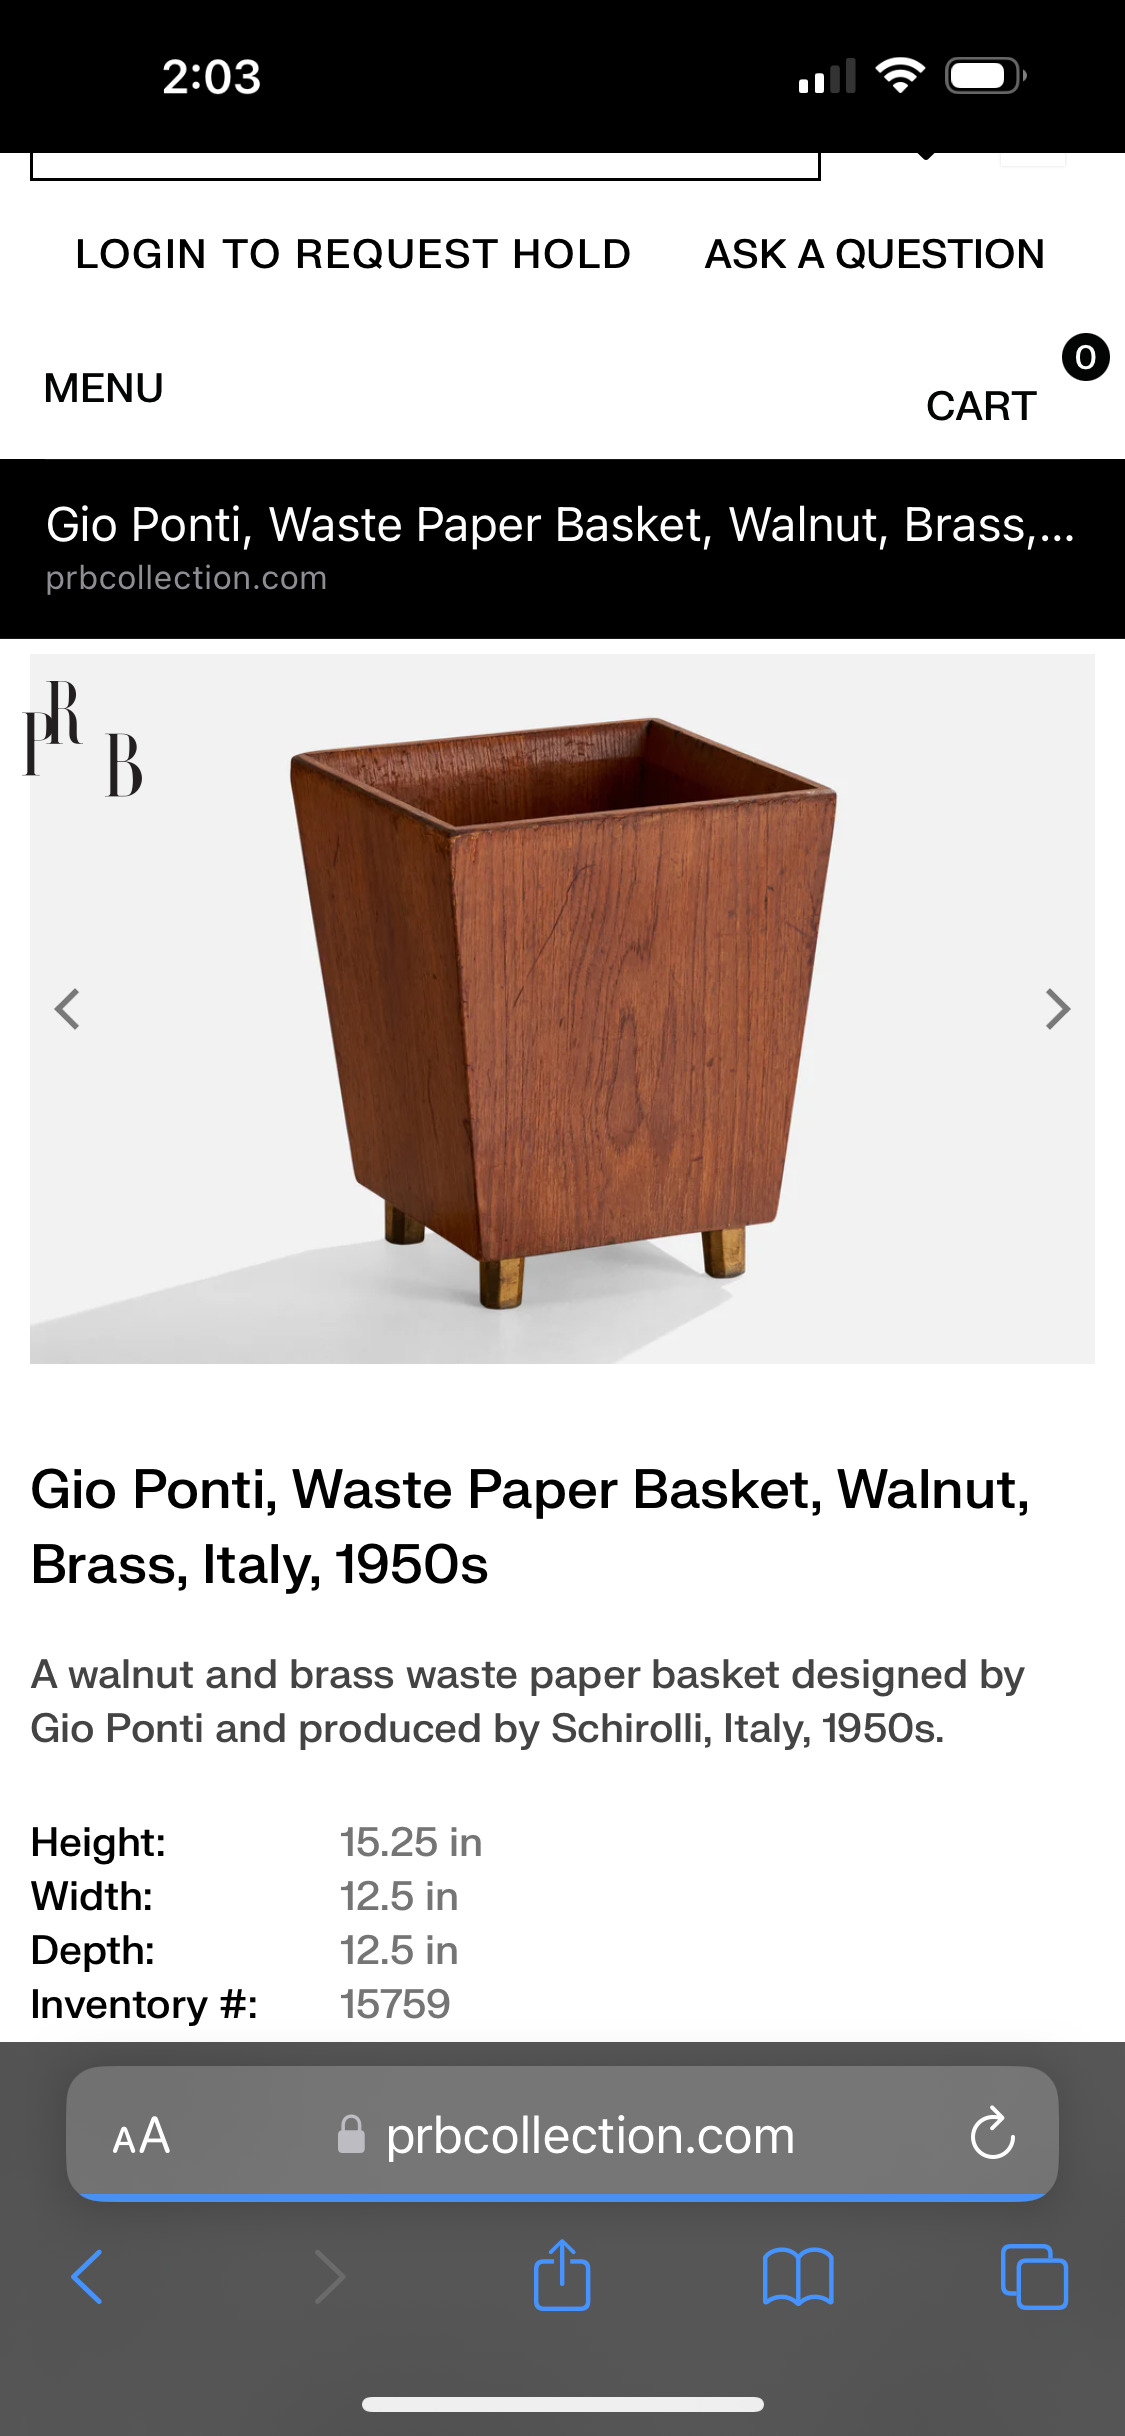 2:03
LOGIN TO REQUEST HOLD ASK A QUESTION
0
MENU
CART
Gio Ponti, Waste Paper Basket, Walnut, Brass,...
prbcollection.com
PRB
Gio Ponti, Waste Paper Basket, Walnut,
Brass, Italy, 1950s
A walnut and brass waste paper basket designed by
Gio Ponti and produced by Schirolli, Italy, 1950s.
Height: 15.25 in
Width: 12.5 in
Depth: 12.5 in
Inventory #: 15759
AA prbcollection.com